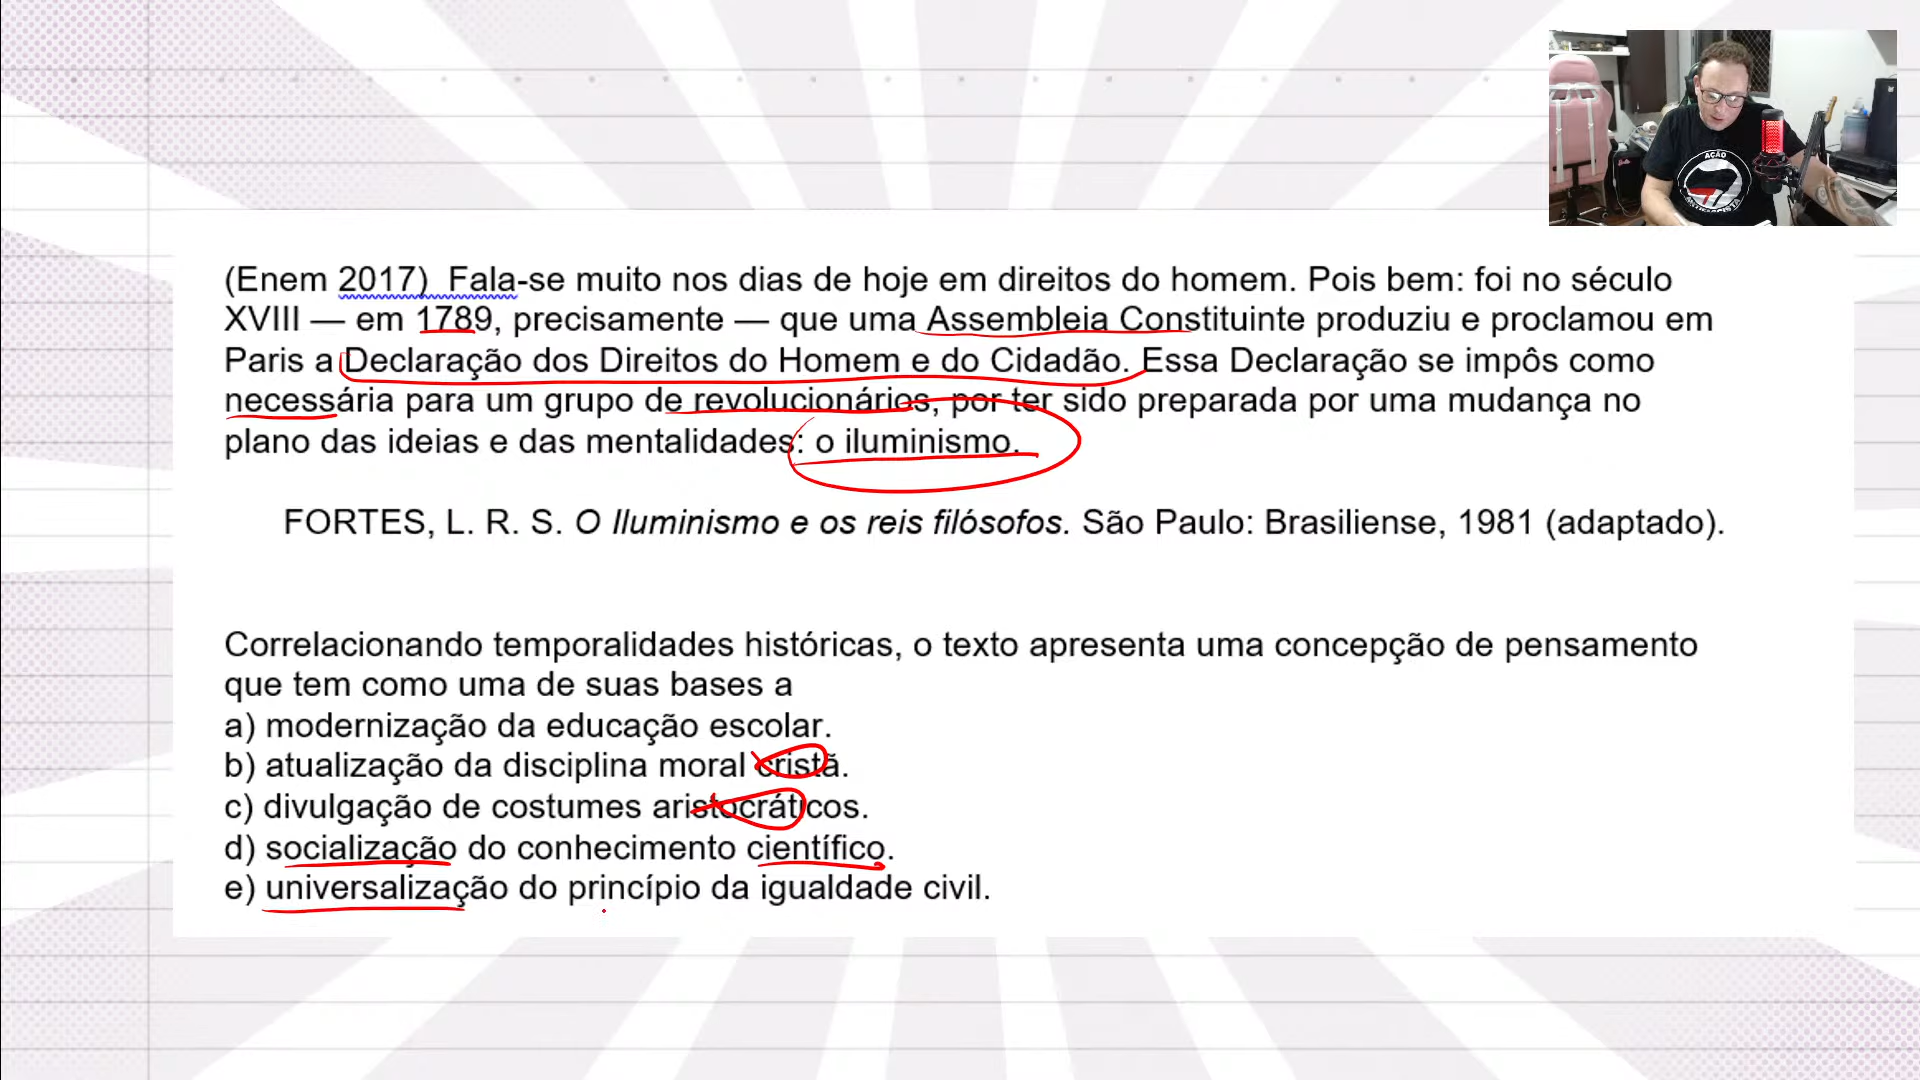 AÇÃO
(Enem 2017)  Fala-se muito nos dias de hoje em direitos do homem. Pois bem: foi no século
XVIII — em 1789, precisamente — que uma Assembleia Constituinte produziu e proclamou em
Paris a Declaração dos Direitos do Homem e do Cidadão. Essa Declaração se impôs como
necessária para um grupo de revolucionários, por ter sido preparada por uma mudança no
plano das ideias e das mentalidades: o iluminismo.
FORTES, L. R. S. O Iluminismo e os reis filósofos. São Paulo: Brasiliense, 1981 (adaptado).
Correlacionando temporalidades históricas, o texto apresenta uma concepção de pensamento
que tem como uma de suas bases a
a) modernização da educação escolar.
b) atualização da disciplina moral cristã.
c) divulgação de costumes aristocráticos.
d) socialização do conhecimento científico.
e) universalização do princípio da igualdade civil.